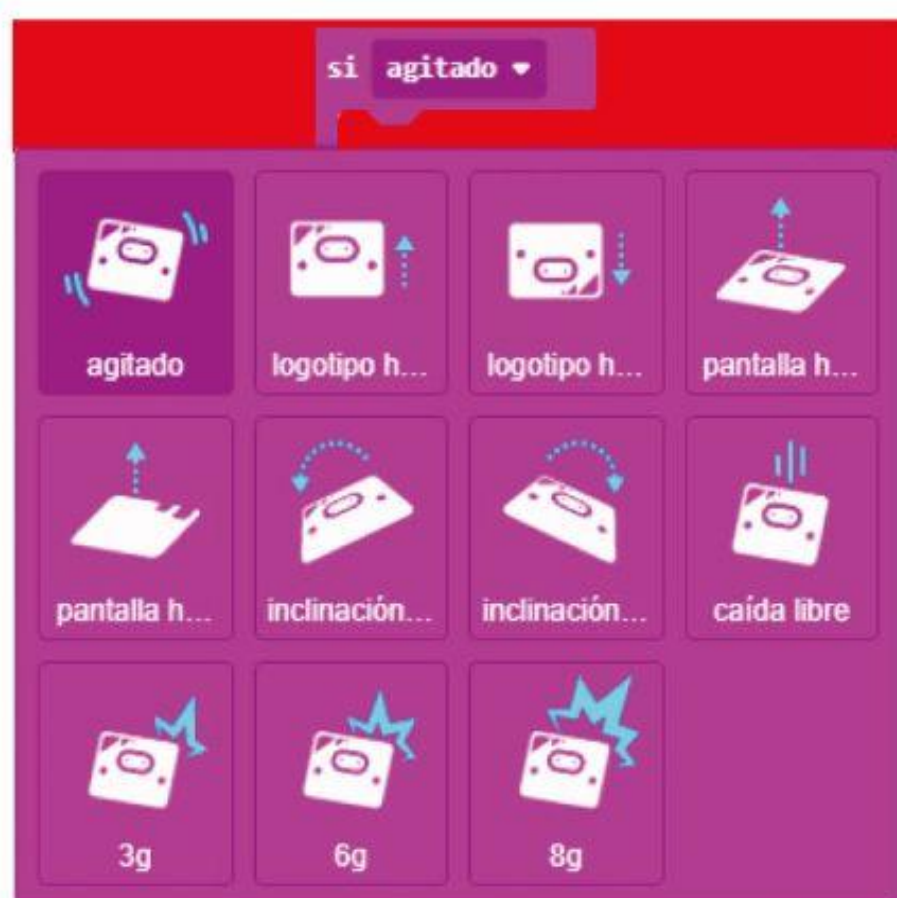 si agitado
agitado
logotipo h...
logotipo h...
pantalla h...
pantalla h...
inclinación...
inclinación...
caída libre
3g
6g
8g